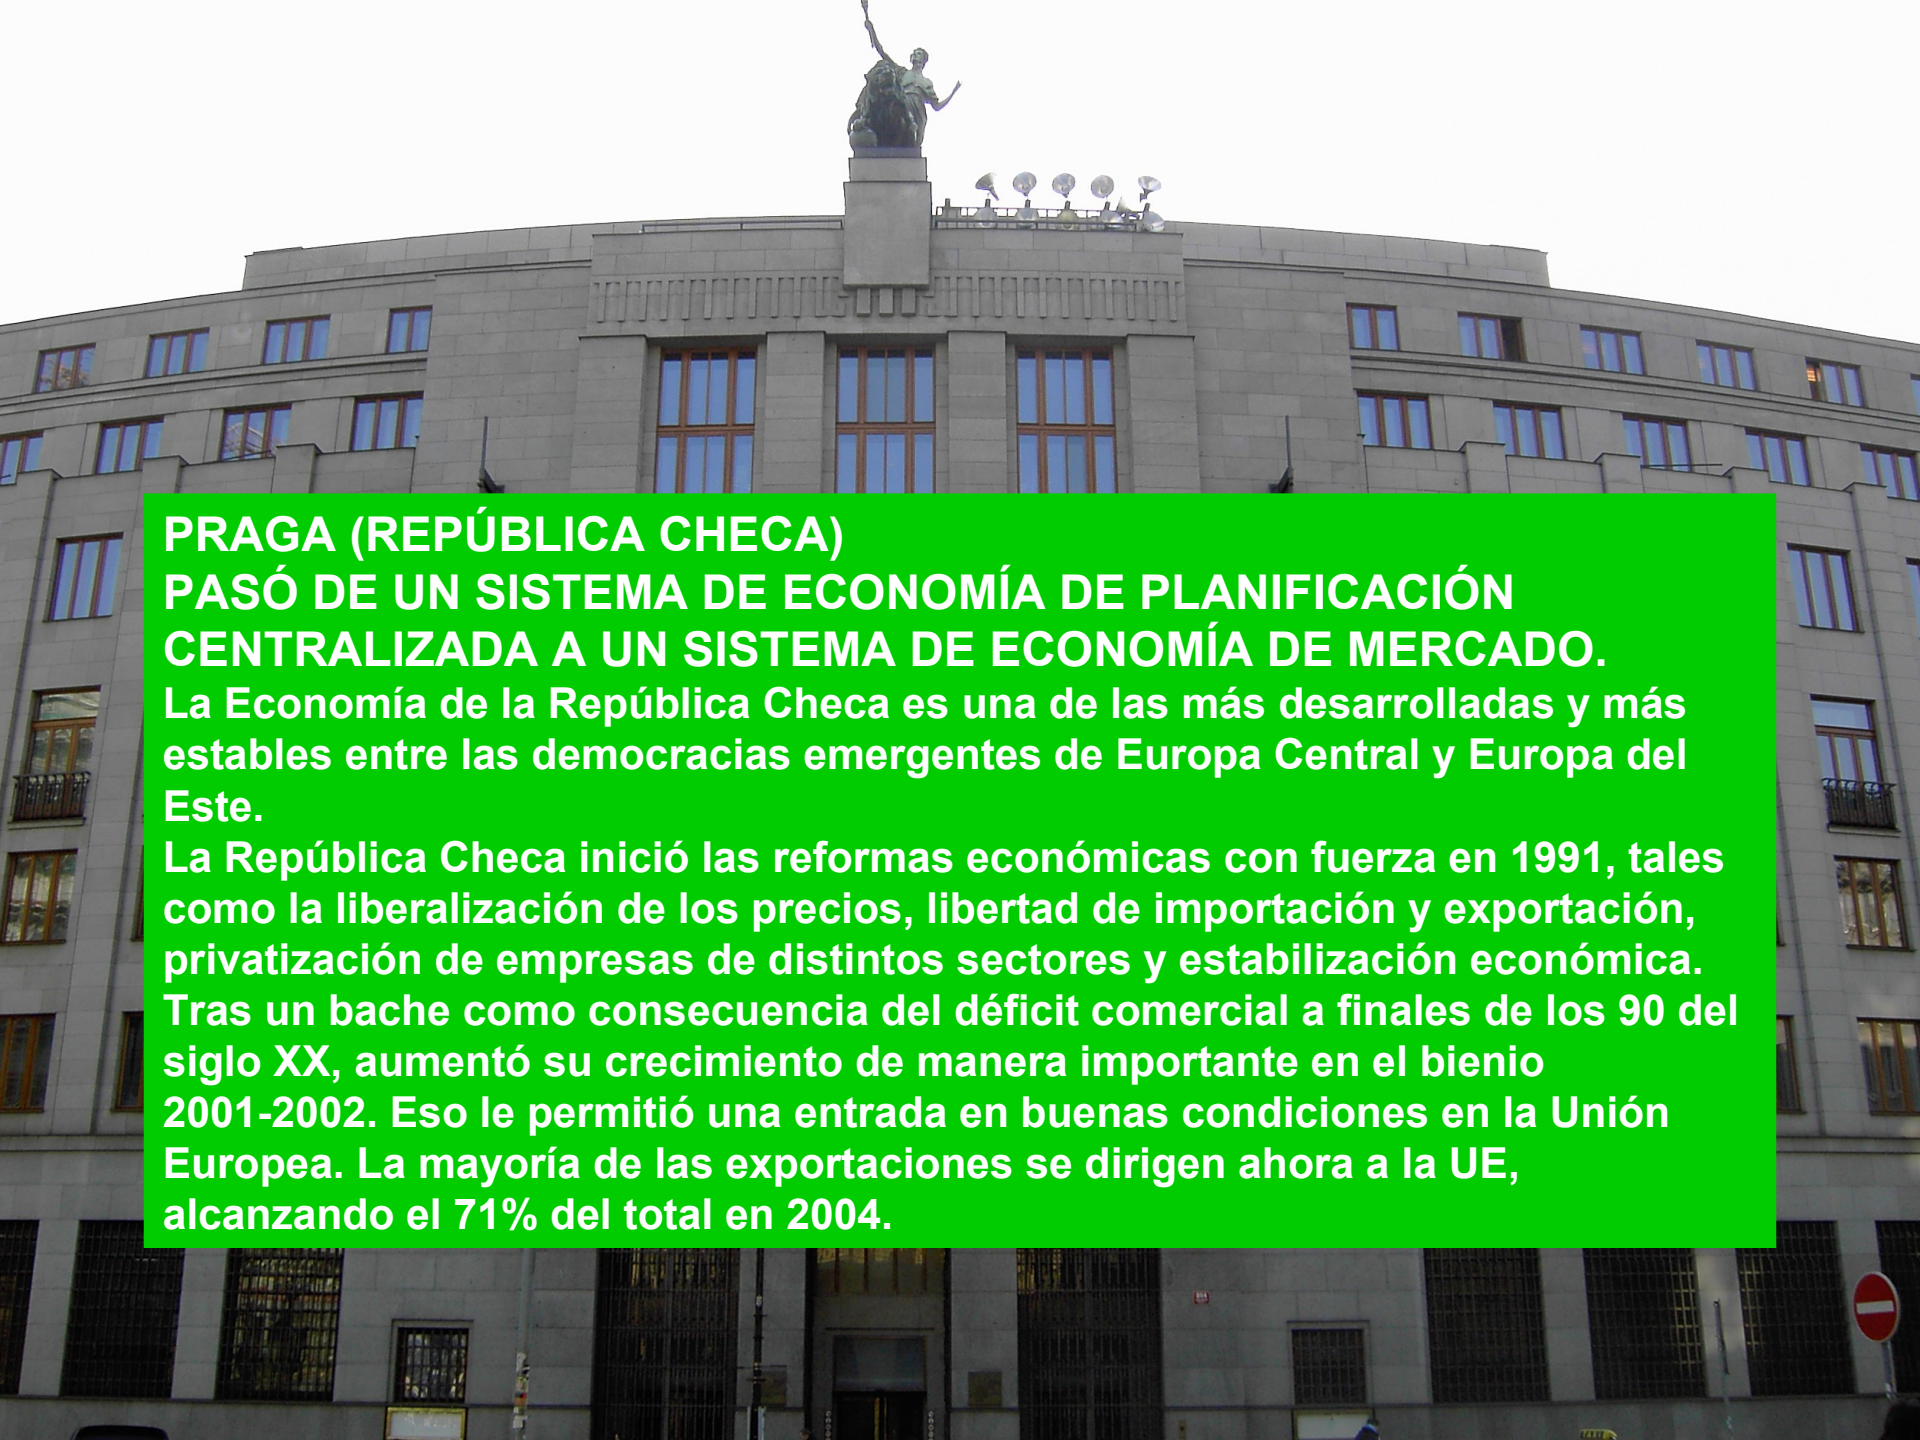 PRAGA (REPÚBLICA CHECA)
PASÓ DE UN SISTEMA DE ECONOMÍA DE PLANIFICACIÓN
CENTRALIZADA A UN SISTEMA DE ECONOMÍA DE MERCADO.
La Economía de la República Checa es una de las más desarrolladas y más
estables entre las democracias emergentes de Europa Central y Europa del
Este.
La República Checa inició las reformas económicas con fuerza en 1991, tales
como la liberalización de los precios, libertad de importación y exportación,
privatización de empresas de distintos sectores y estabilización económica.
Tras un bache como consecuencia del déficit comercial a finales de los 90 del
siglo XX, aumentó su crecimiento de manera importante en el bienio
2001-2002. Eso le permitió una entrada en buenas condiciones en la Unión
Europea. La mayoría de las exportaciones se dirigen ahora a la UE,
alcanzando el 71% del total en 2004.